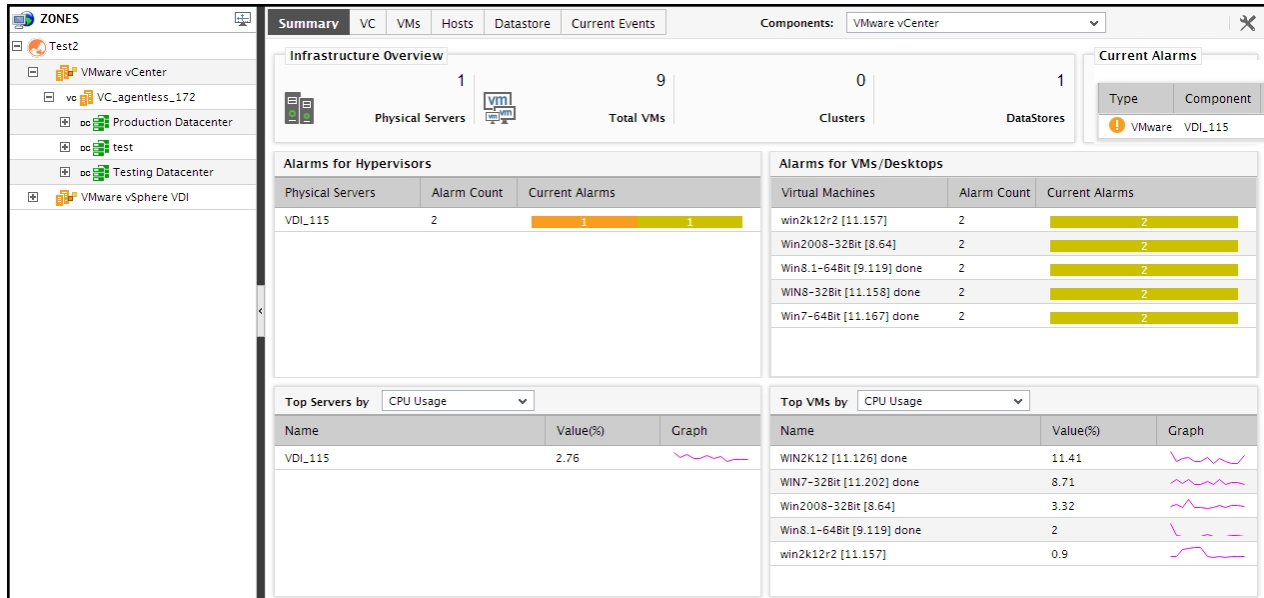 ZONES
Test2
VMware vCenter
VC VC_agentless_172
DC Production Datacenter
DC test
DC Testing Datacenter
VMware vSphere VDI
Summary VC VMs Hosts Datastore Current Events Components: VMware vCenter
Infrastructure Overview
1 9 0 1
vm
vm
Physical Servers Total VMs Clusters DataStores
Current Alarms
Type Component
VMware VDI_115
Alarms for Hypervisors
Physical Servers Alarm Count Current Alarms
VDI_115 2 1 1
Alarms for VMs/Desktops
Virtual Machines Alarm Count Current Alarms
win2k12r2 [11.157] 2 2
Win2008-32Bit [8.64] 2 2
Win8.1-64Bit [9.119] done 2 2
WIN8-32Bit [11.158] done 2 2
Win7-64Bit [11.167] done 2 2
Top Servers by CPU Usage
Name Value(%) Graph
VDI_115 2.76
Top VMs by CPU Usage
Name Value(%) Graph
WIN2K12 [11.126] done 11.41
WIN7-32Bit [11.202] done 8.71
Win2008-32Bit [8.64] 3.32
Win8.1-64Bit [9.119] done 2
win2k12r2 [11.157] 0.9